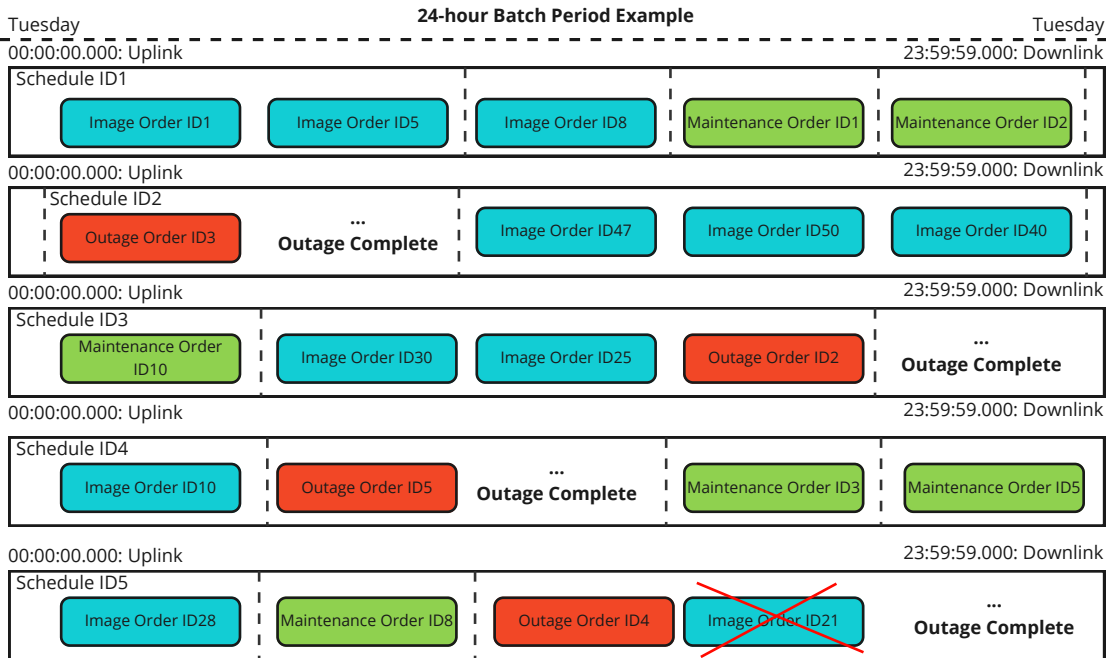 24-hour Batch Period Example
Tuesday
Tuesday
00:00:00.000: Uplink
23:59:59.000: Downlink
Schedule ID1
Image Order ID1
Image Order ID5
Image Order ID8
Maintenance Order ID1
Maintenance Order ID2
00:00:00.000: Uplink
23:59:59.000: Downlink
Schedule ID2
Outage Order ID3
...
Outage Complete
Image Order ID47
Image Order ID50
Image Order ID40
00:00:00.000: Uplink
23:59:59.000: Downlink
Schedule ID3
Maintenance Order
ID10
Image Order ID30
Image Order ID25
Outage Order ID2
...
Outage Complete
00:00:00.000: Uplink
23:59:59.000: Downlink
Schedule ID4
Image Order ID10
Outage Order ID5
...
Outage Complete
Maintenance Order ID3
Maintenance Order ID5
00:00:00.000: Uplink
23:59:59.000: Downlink
Schedule ID5
Image Order ID28
Maintenance Order ID8
Outage Order ID4
Image Order ID21
...
Outage Complete